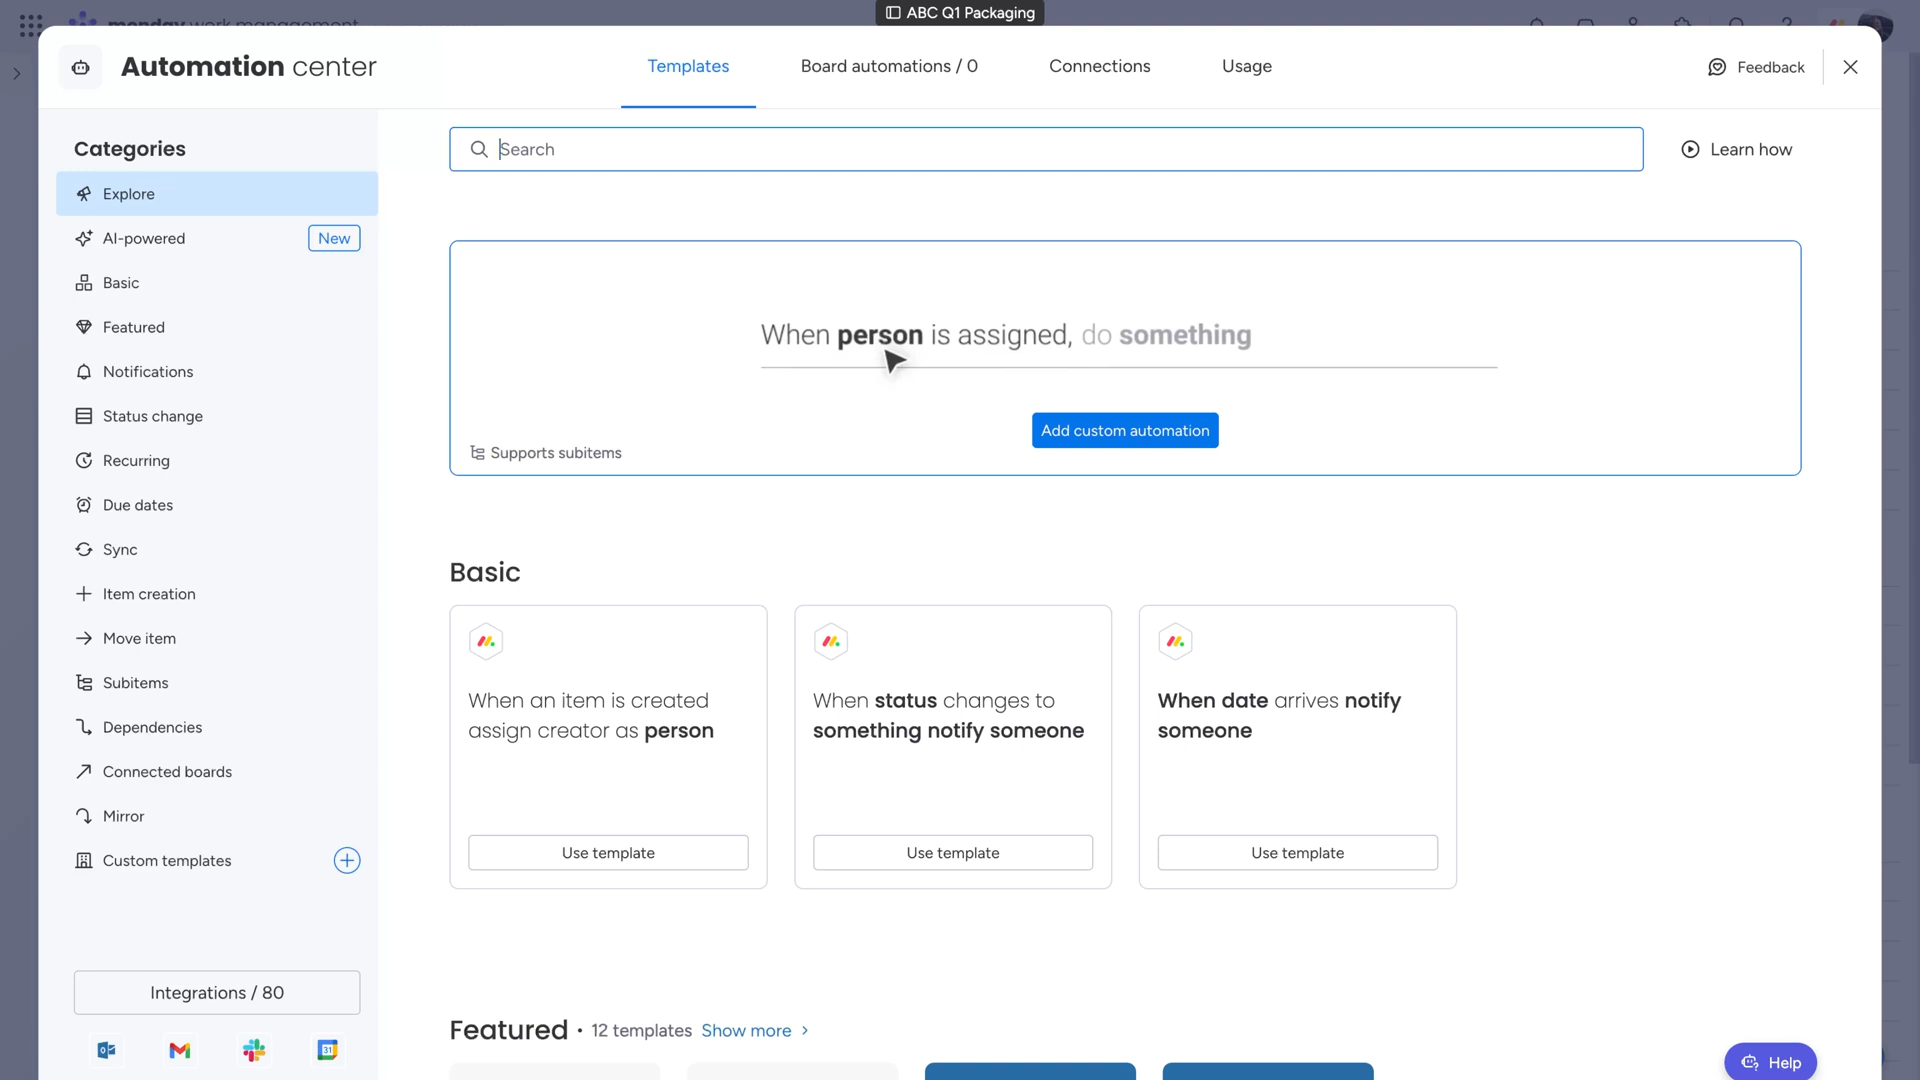 ABC Q1 Packaging
monday work management
Automation center
Templates
Board automations / 0
Connections
Usage
Feedback
Categories
Explore
AI-powered
New
Basic
Featured
Notifications
Status change
Recurring
Due dates
Sync
Item creation
Move item
Subitems
Dependencies
Connected boards
Mirror
Custom templates
Integrations / 80
31
Search
Learn how
When person is assigned, do something
Add custom automation
Supports subitems
Basic
When an item is created
assign creator as person
Use template
When status changes to
something notify someone
Use template
When date arrives notify
someone
Use template
Featured • 12 templates Show more >
Help